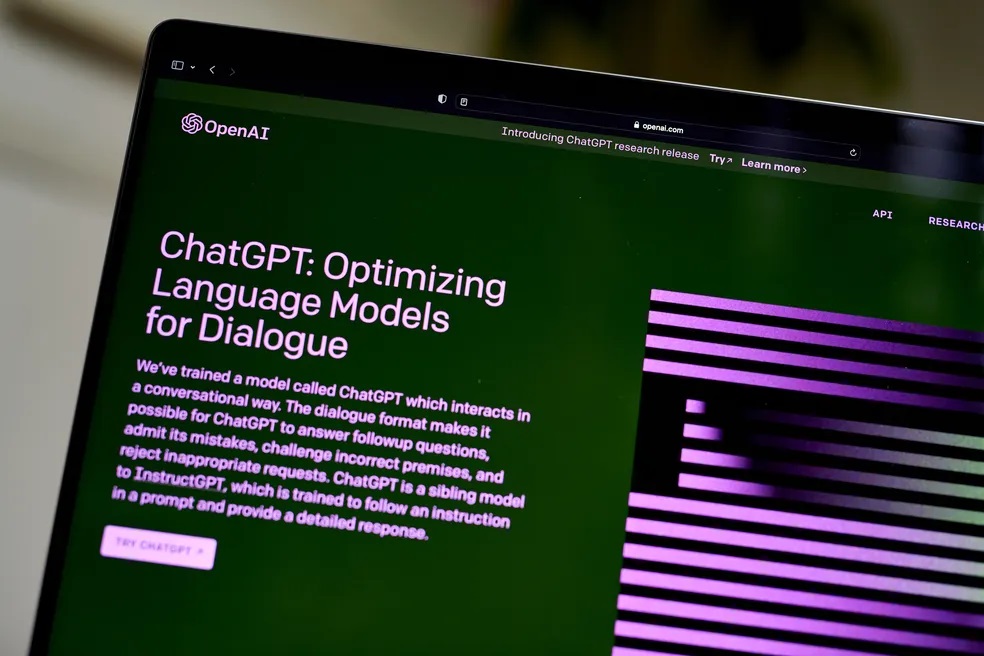 openai.com
OpenAI
Introducing ChatGPT research release Try↗ Learn more ›
API RESEARCH
ChatGPT: Optimizing
Language Models
for Dialogue
We've trained a model called ChatGPT which interacts in
a conversational way. The dialogue format makes it
possible for ChatGPT to answer followup questions,
admit its mistakes, challenge incorrect premises, and
reject inappropriate requests. ChatGPT is a sibling model
to InstructGPT, which is trained to follow an instruction
in a prompt and provide a detailed response.
TRY CHATGPT ↗